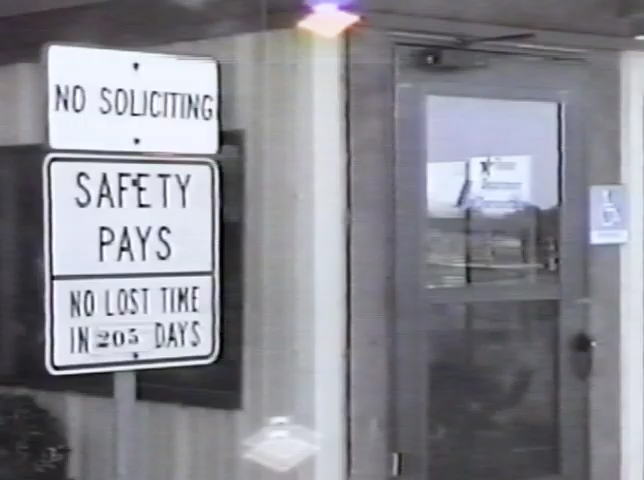 NO SOLICITING
SAFETY
PAYS
NO LOST TIME
IN 205 DAYS